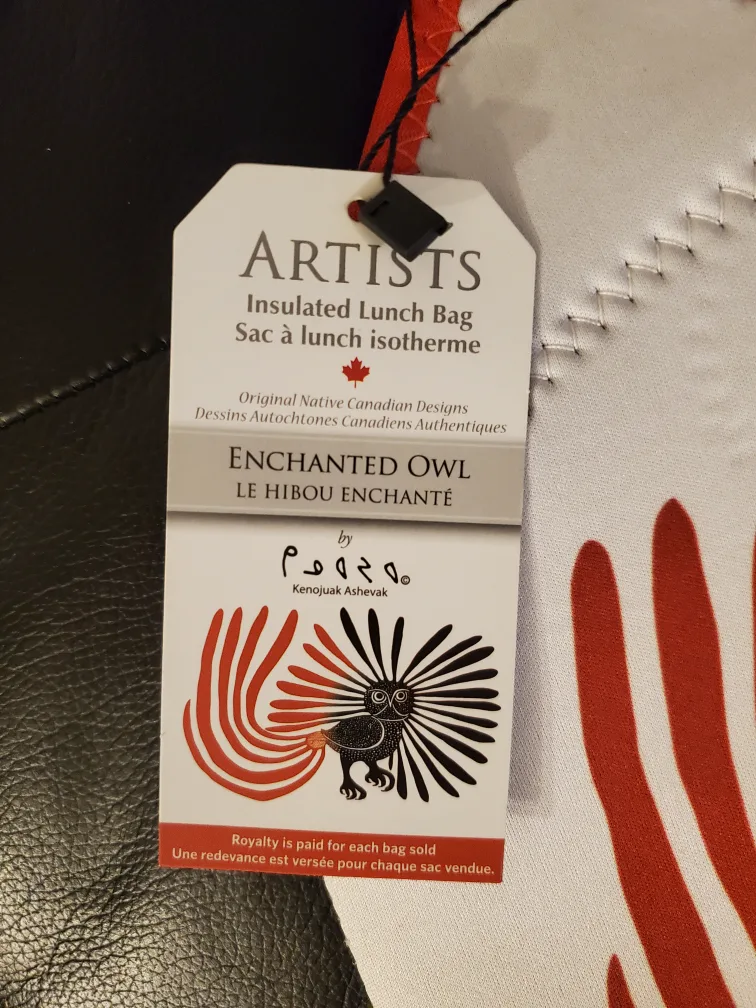 ARTISTS
Insulated Lunch Bag
Sac à lunch isotherme
Original Native Canadian Designs
Dessins Autochtones Canadiens Authentiques
ENCHANTED OWL
LE HIBOU ENCHANTÉ
by
©
Kenojuak Ashevak
Royalty is paid for each bag sold
Une redevance est versée pour chaque sac vendue.